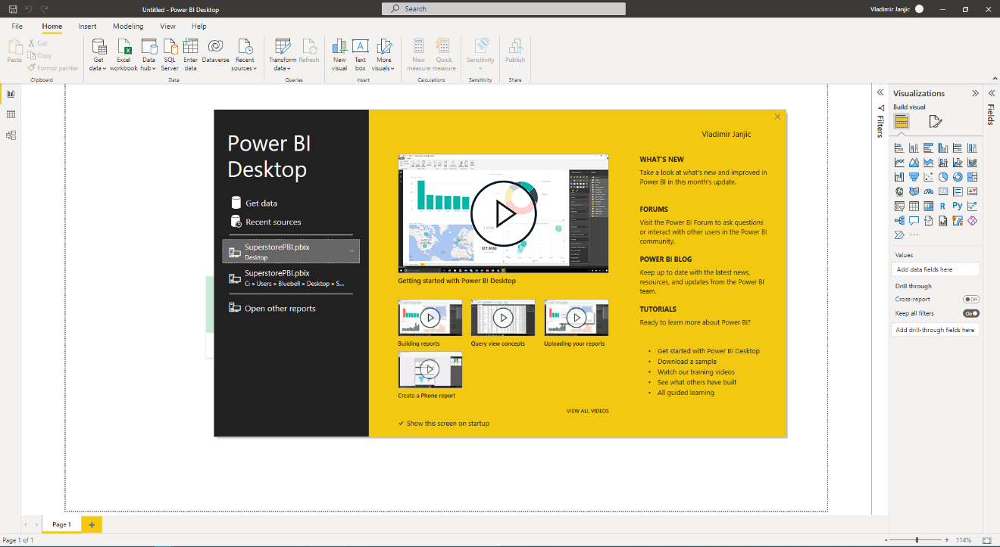 Untitled - Power BI Desktop
Search
Vladimir Janjic
File Home Insert Modeling View Help
Paste
Cut
Copy
Format painter
Clipboard
Get data
Excel workbook
Data hub
SQL Server
Enter data
Dataverse
Recent sources
Data
Transform data
Refresh
Queries
New visual
Text box
More visuals
Insert
New measure
Quick measure
Calculations
Sensitivity
Sensitivity
Publish
Share
Power BI
Desktop
Get data
Recent sources
SuperstorePBI.pbix
Desktop
SuperstorePBI.pbix
C: » Users » Bluebell » Desktop » S...
Open other reports
Vladimir Janjic
127.93M
Getting started with Power BI Desktop
Building reports
Query view concepts
Uploading your reports
Create a Phone report
VIEW ALL VIDEOS
Show this screen on startup
WHAT'S NEW
Take a look at what's new and improved in
Power BI in this month's update.
FORUMS
Visit the Power BI Forum to ask questions
or interact with other users in the Power BI
community.
POWER BI BLOG
Keep up to date with the latest news,
resources, and updates from the Power BI
team.
TUTORIALS
Ready to learn more about Power BI?
• Get started with Power BI Desktop
• Download a sample
• Watch our training videos
• See what others have built
• All guided learning
Filters
Visualizations
Build visual
123
R
Py
...
Values
Add data fields here
Drill through
Cross-report
Off
Keep all filters
On
Add drill-through fields here
Fields
Page 1
Page 1 of 1
- + 114%